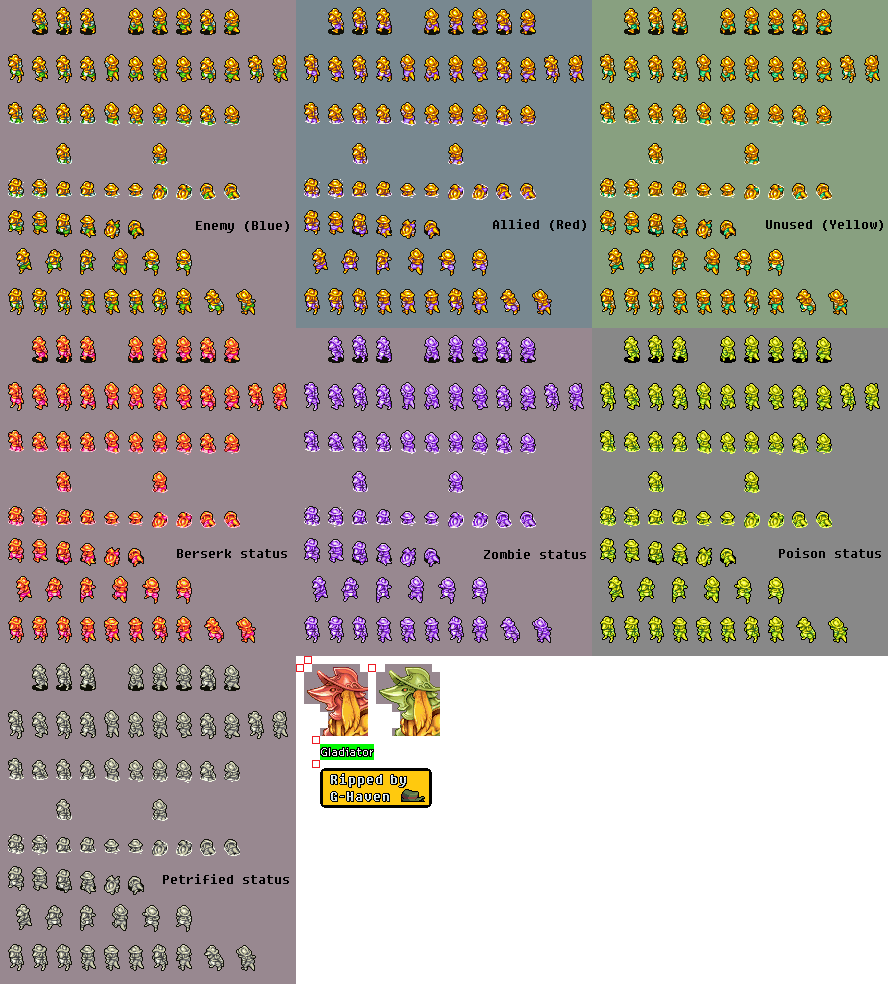 Enemy (Blue)
Allied (Red)
Unused (Yellow)
Berserk status
Zombie status
Poison status
Petrified status
Gladiator
Ripped by
G-Haven